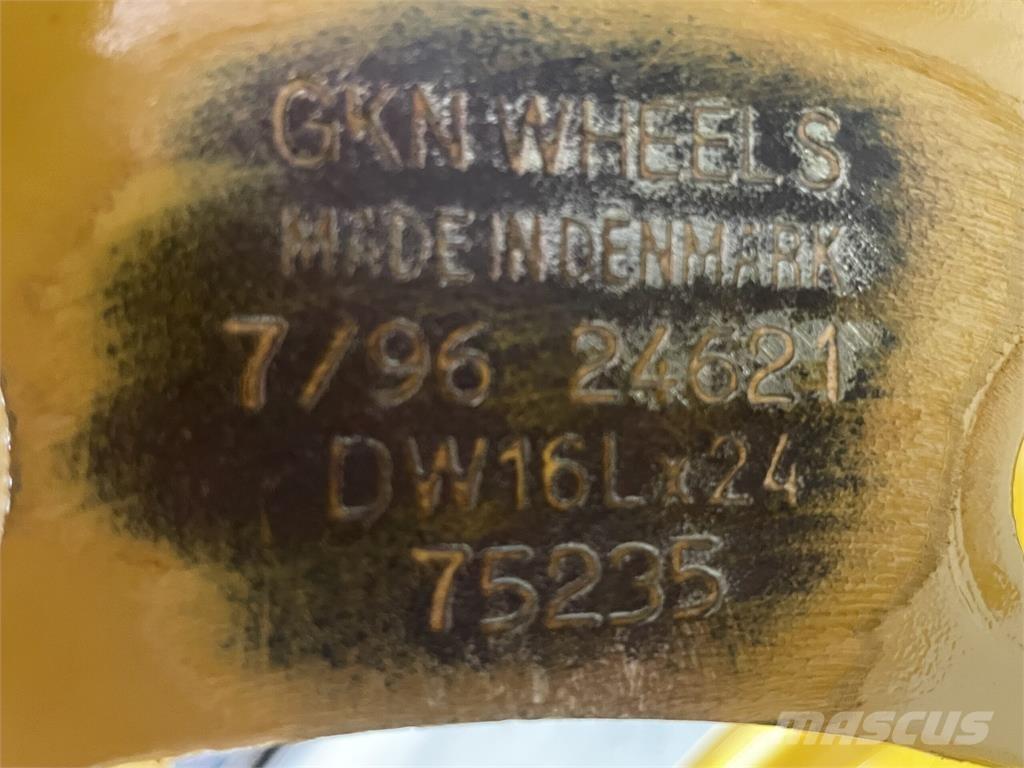 GKN WHEELS
MADE IN DENMARK
7/96 24621
DW16Lx24
75235
MASCUS